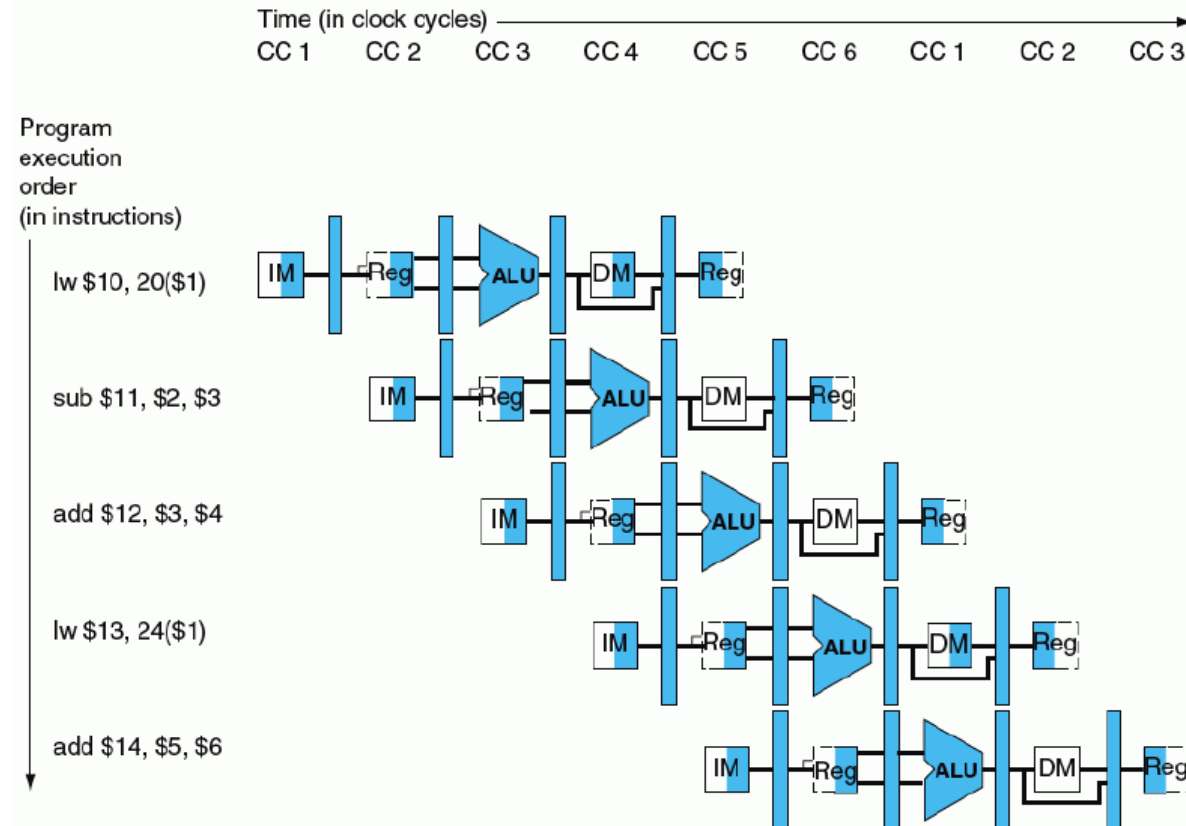 Time (in clock cycles)
CC 1 CC 2 CC 3 CC 4 CC 5 CC 6 CC 1 CC 2 CC 3
Program
execution
order
(in instructions)
lw $10, 20($1)
IM Reg ALU DM Reg
sub $11, $2, $3
IM Reg ALU DM Reg
add $12, $3, $4
IM Reg ALU DM Reg
lw $13, 24($1)
IM Reg ALU DM Reg
add $14, $5, $6
IM Reg ALU DM Reg